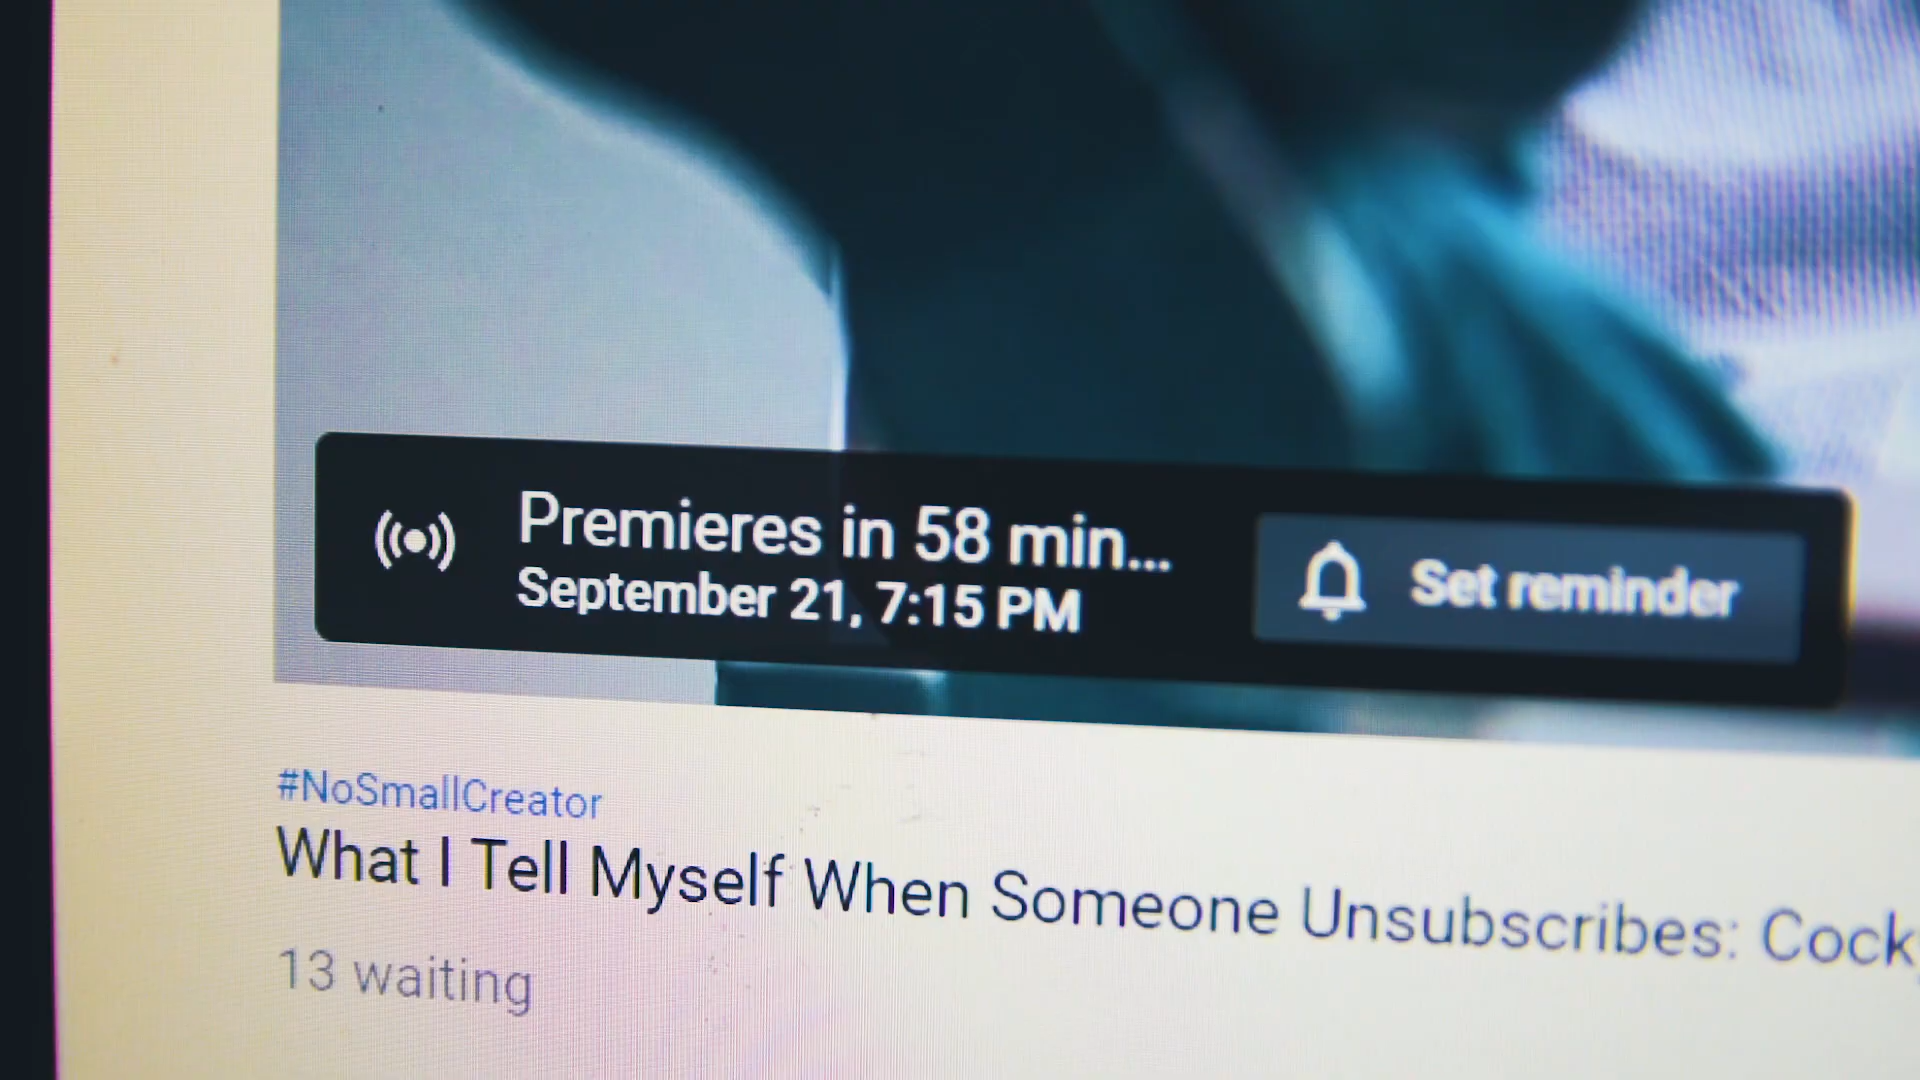 Premieres in 58 min...
September 21, 7:15 PM
Set reminder
#NoSmallCreator
What I Tell Myself When Someone Unsubscribes: Cock
13 waiting